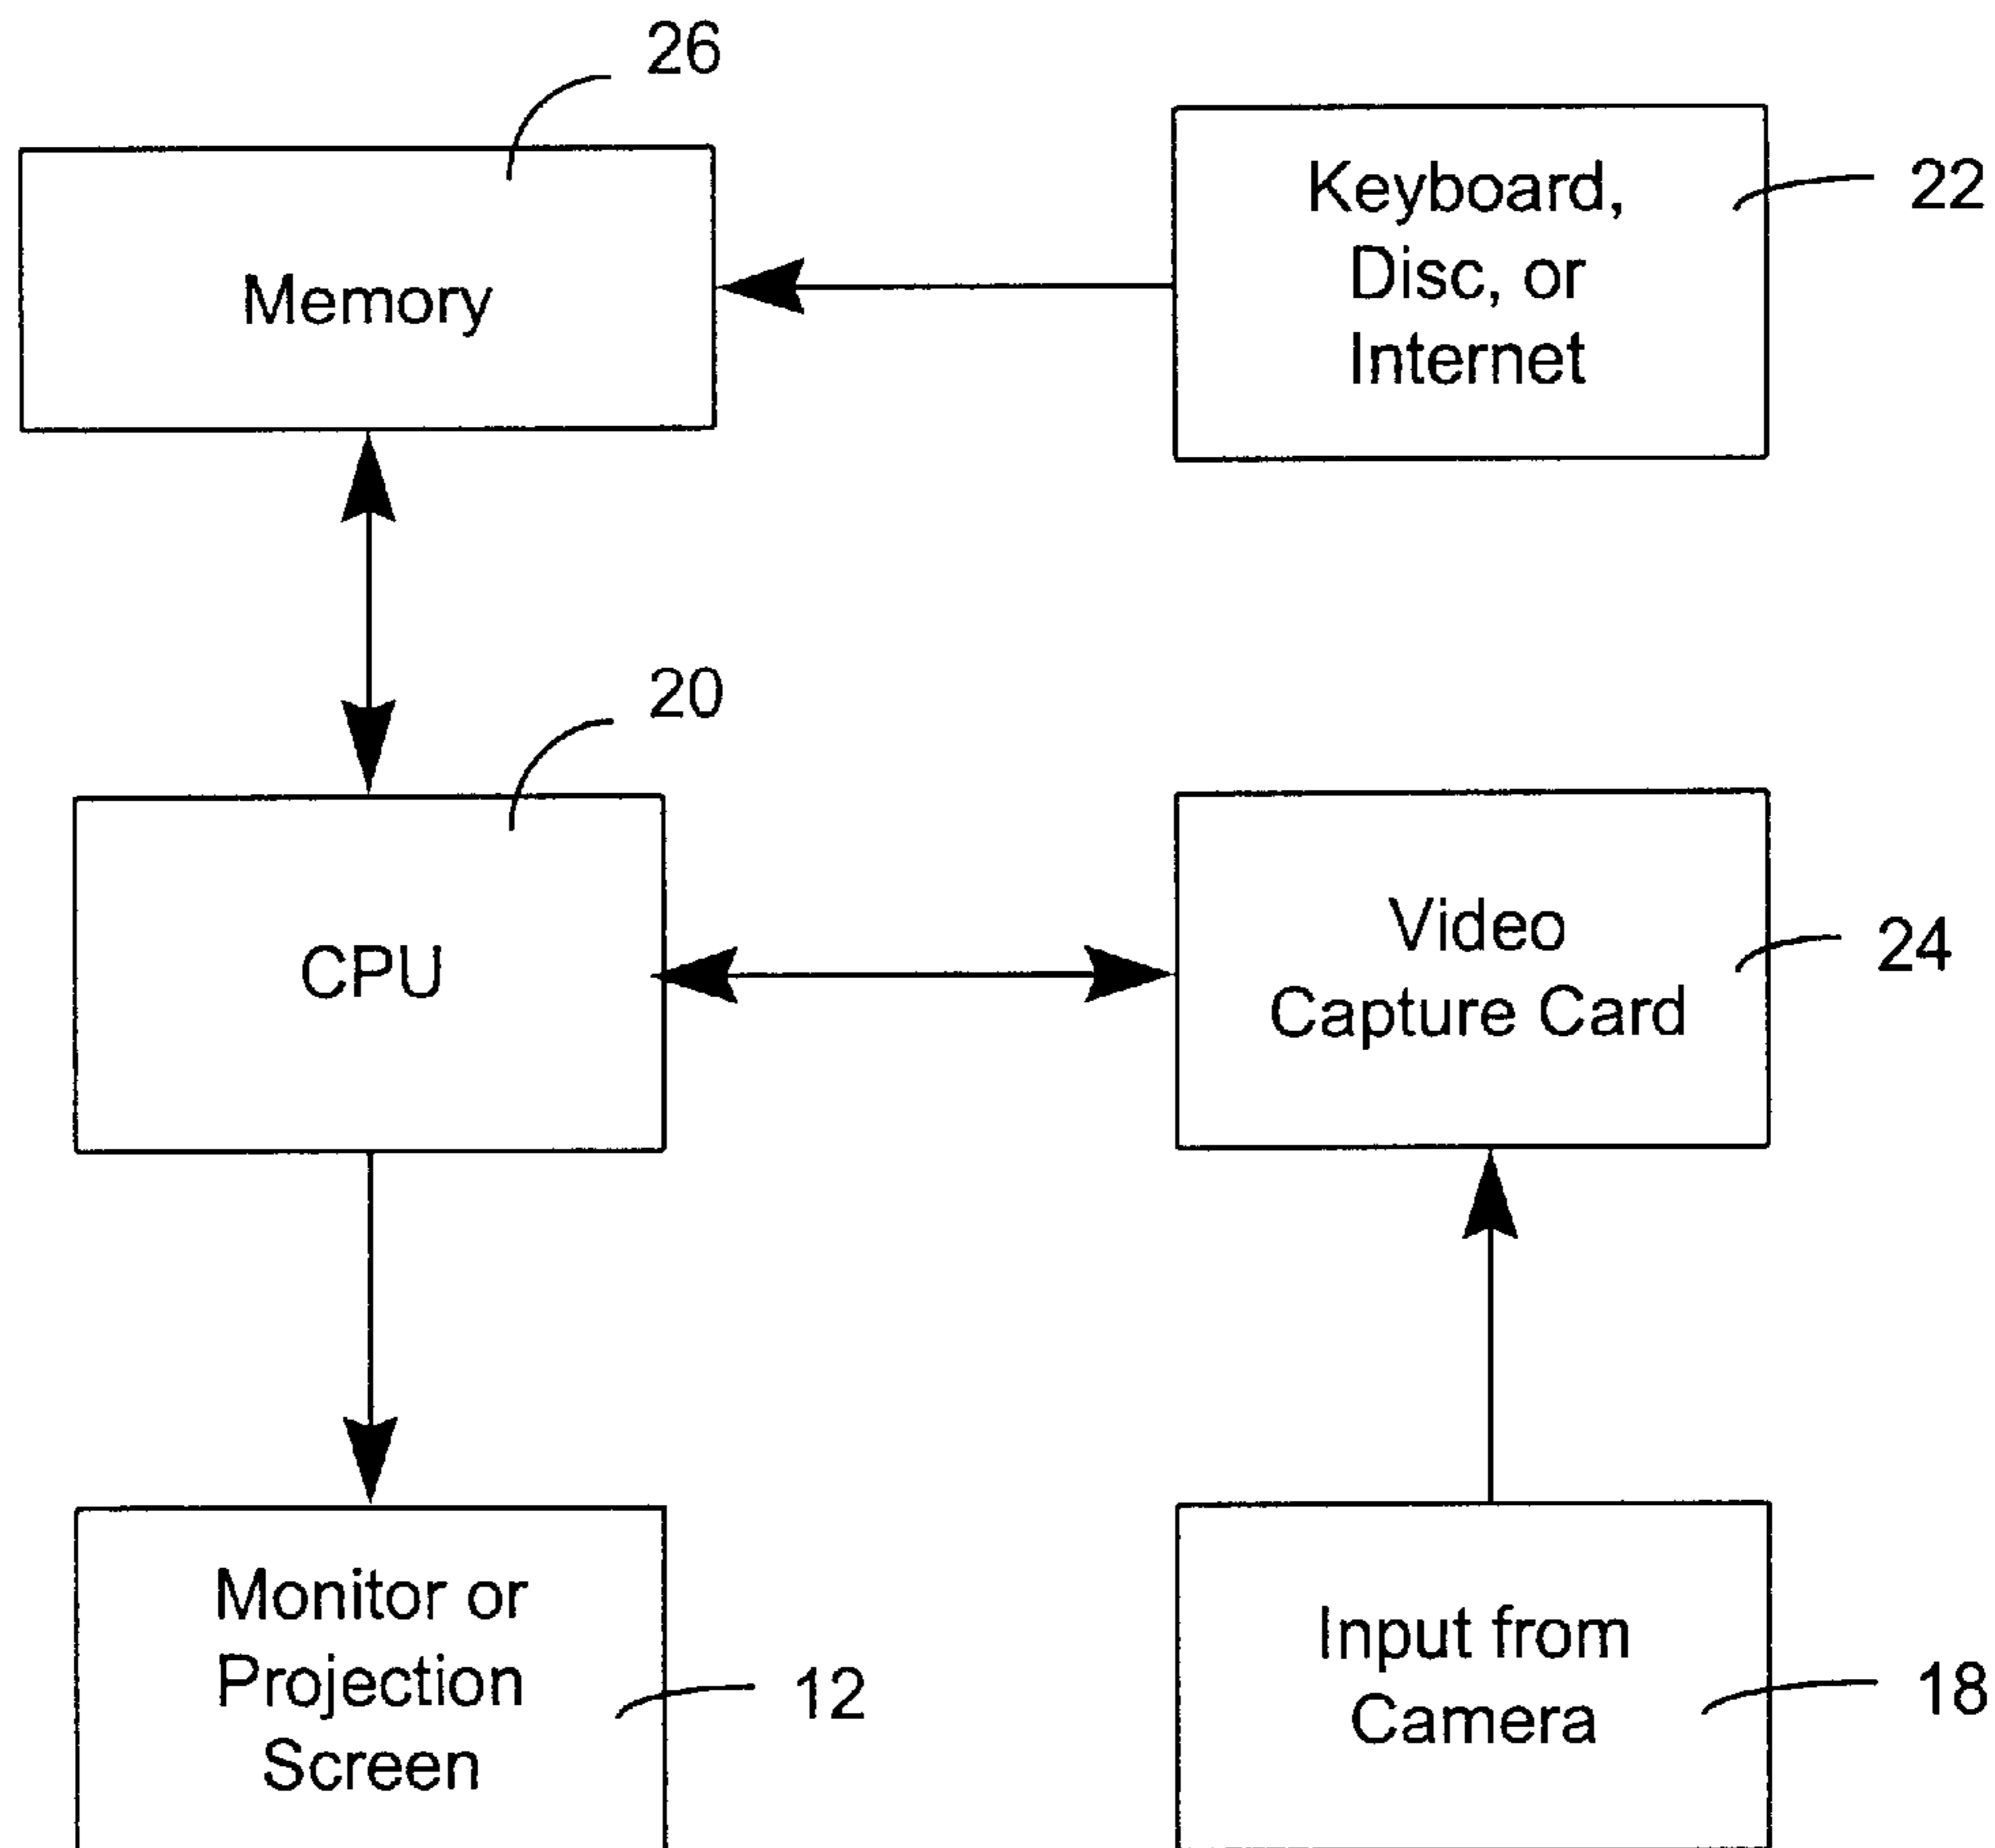 26
Memory
Keyboard,
Disc, or
Internet
22
20
CPU
Video
Capture Card
24
Monitor or
Projection
Screen
12
Input from
Camera
18